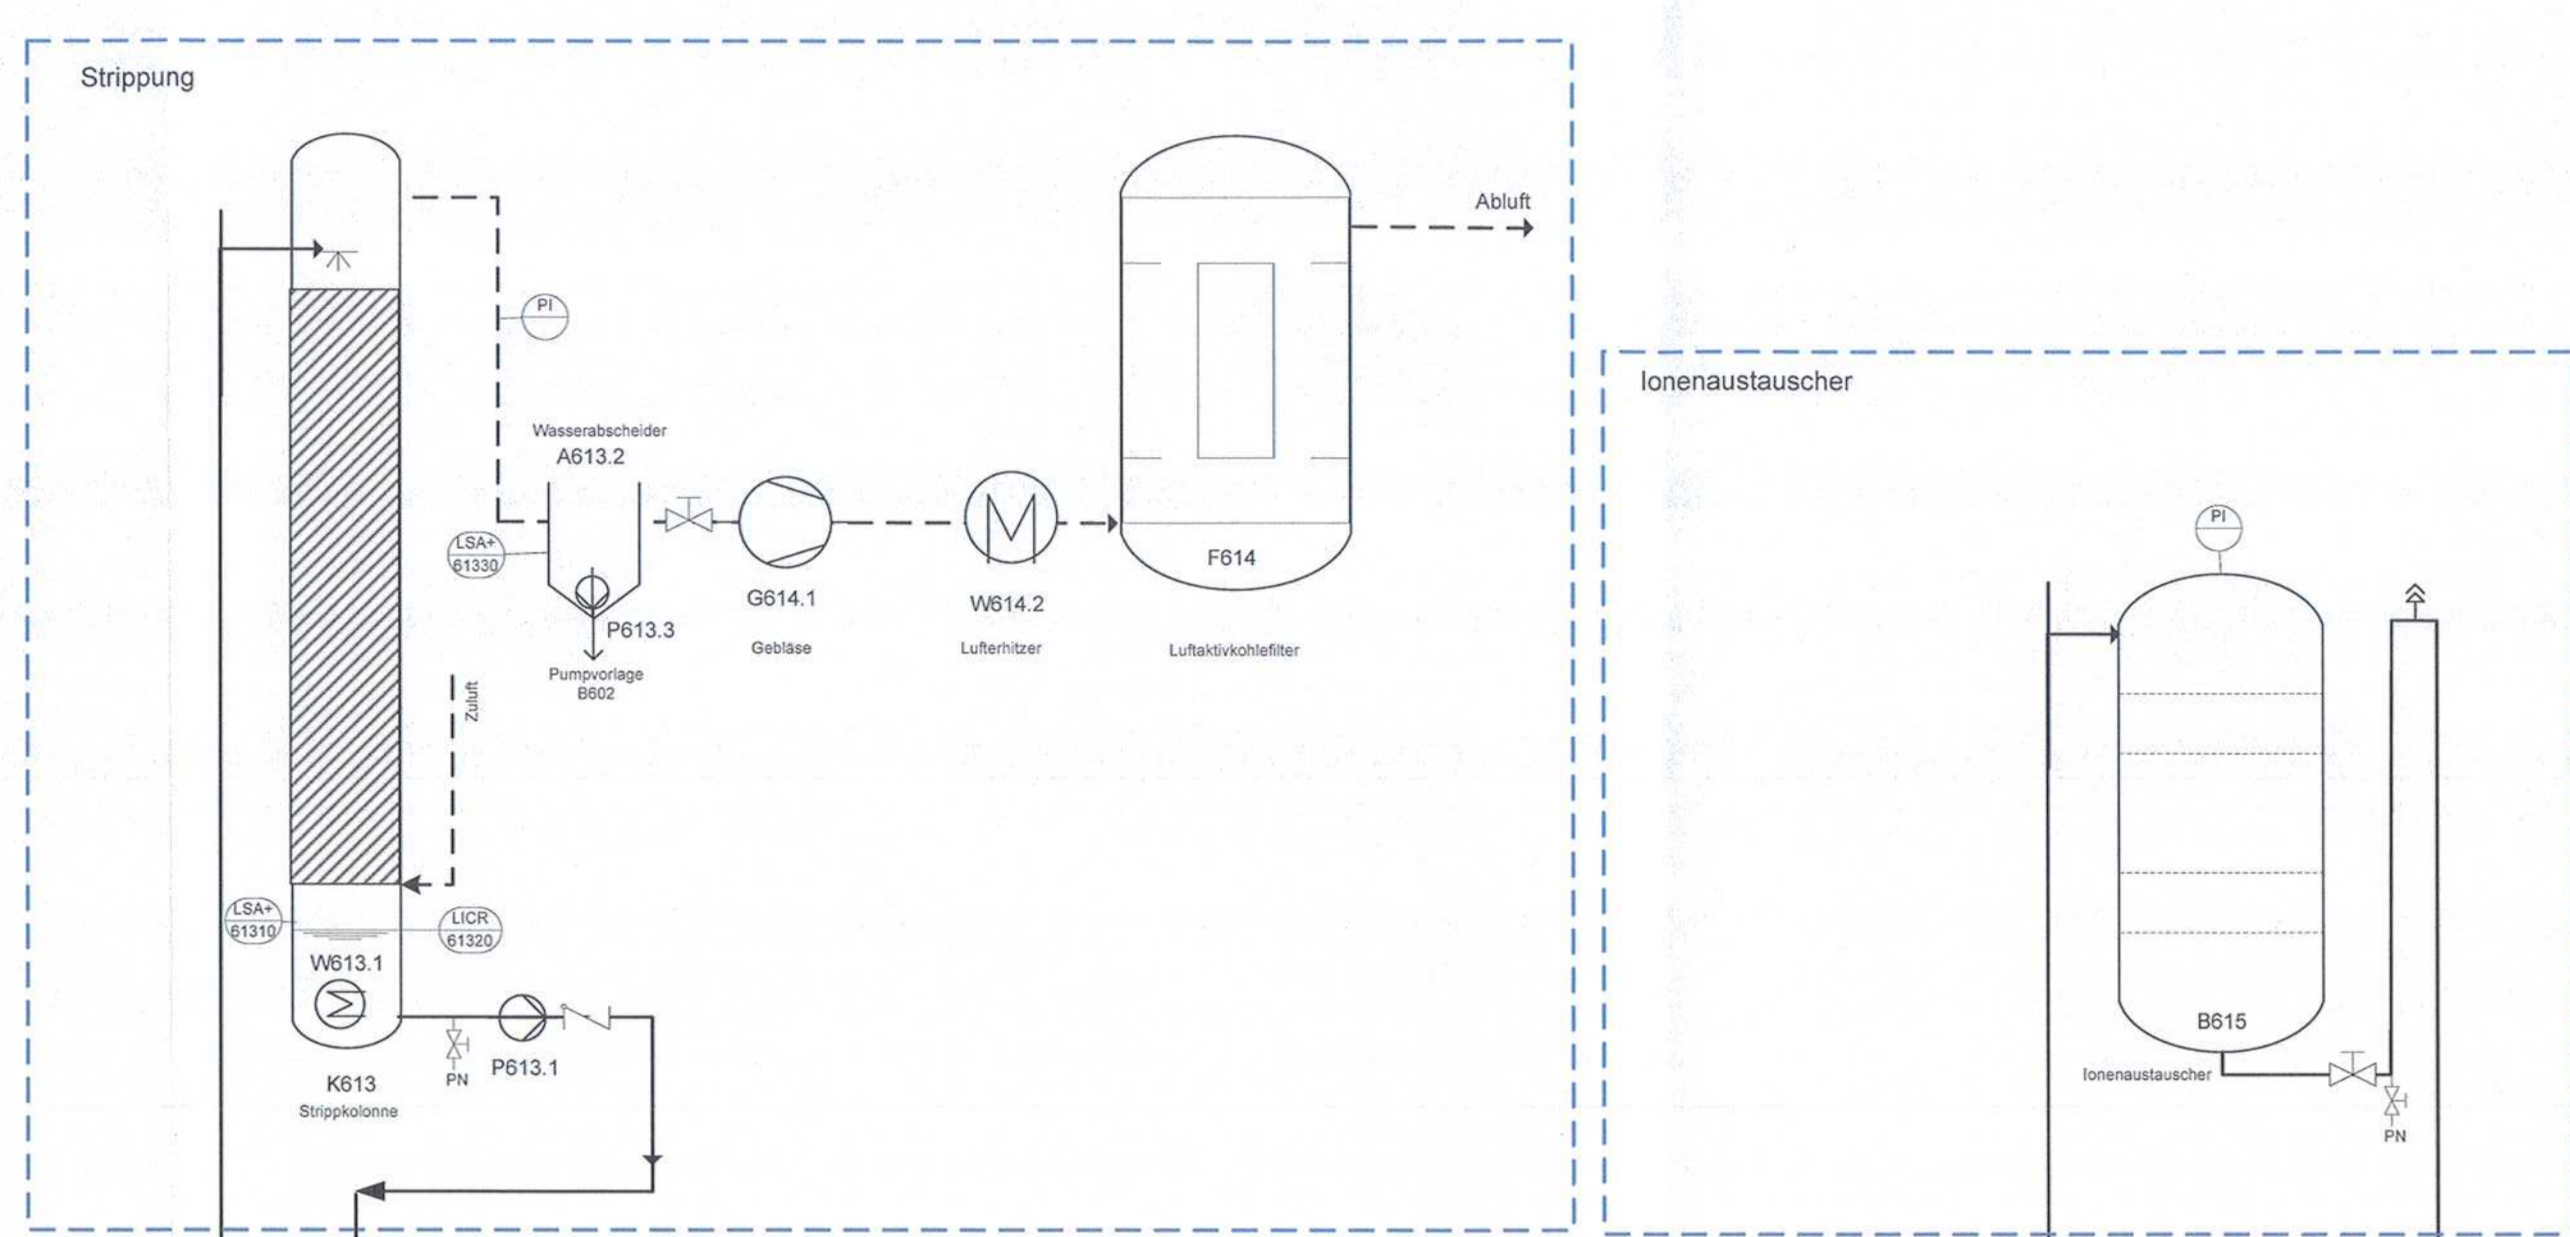 Strippung
Abluft
PI
Wasserabscheider
A613.2
LSA+
61330
P613.3
Pumpvorlage
B602
G614.1
Gebläse
W614.2
Lufterhitzer
F614
Luftaktivkohlefilter
Zuluft
LSA+
61310
LICR
61320
W613.1
PN
P613.1
K613
Strippkolonne
Ionenaustauscher
PI
B615
Ionenaustauscher
PN